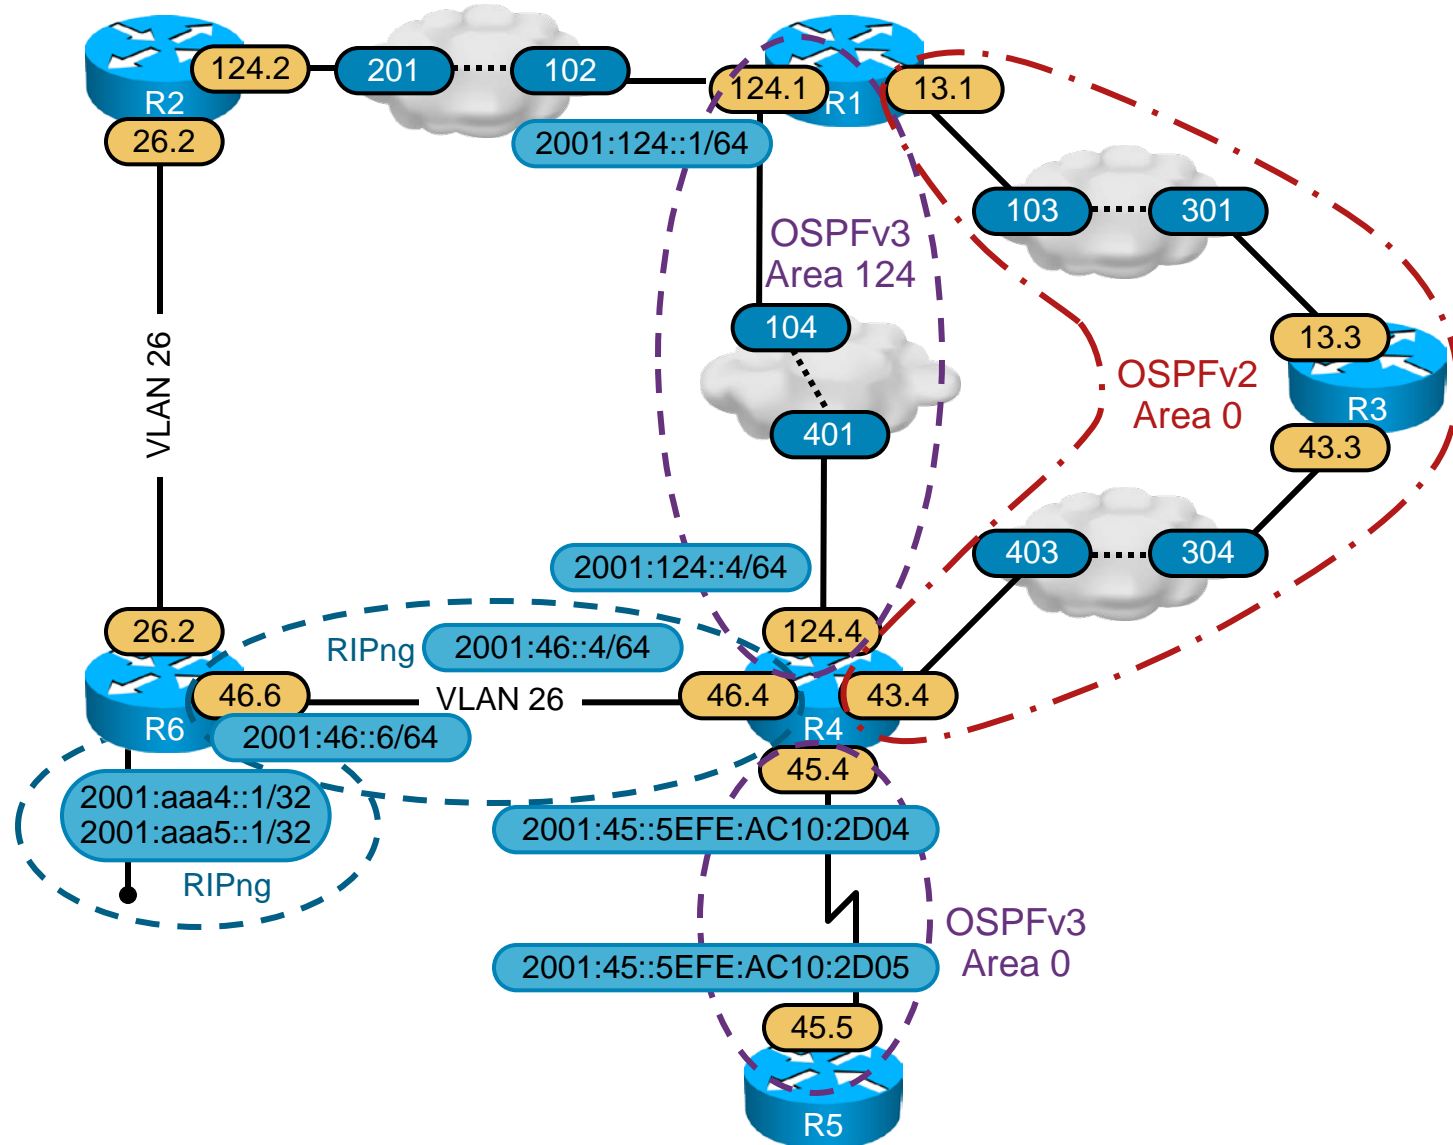 R2
124.2
201
102
124.1
R1
13.1
26.2
2001:124::1/64
103
301
OSPFv3
Area 124
104
13.3
VLAN 26
OSPFv2
Area 0
R3
401
43.3
403
304
2001:124::4/64
26.2
124.4
RIPng
2001:46::4/64
46.6
VLAN 26
46.4
43.4
R6
R4
2001:46::6/64
45.4
2001:aaa4::1/32
2001:aaa5::1/32
2001:45::5EFE:AC10:2D04
RIPng
OSPFv3
Area 0
2001:45::5EFE:AC10:2D05
45.5
R5